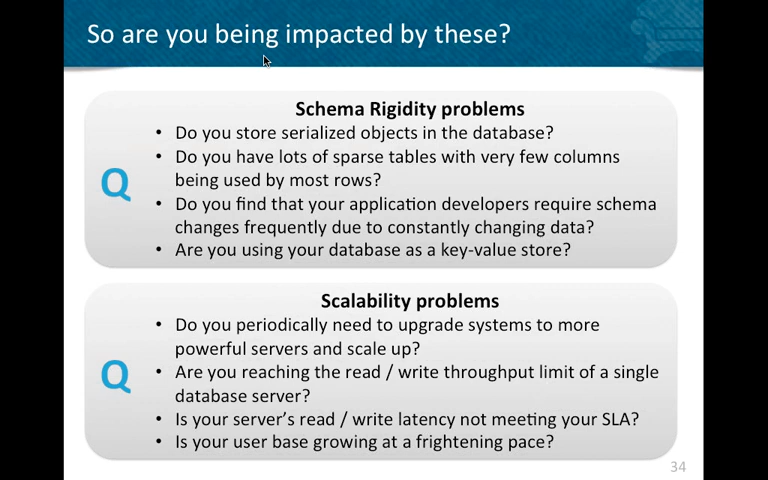 So are you being impacted by these?
Schema Rigidity problems
Q
• Do you store serialized objects in the database?
• Do you have lots of sparse tables with very few columns
being used by most rows?
• Do you find that your application developers require schema
changes frequently due to constantly changing data?
• Are you using your database as a key-value store?
Scalability problems
Q
• Do you periodically need to upgrade systems to more
powerful servers and scale up?
• Are you reaching the read / write throughput limit of a single
database server?
• Is your server's read / write latency not meeting your SLA?
• Is your user base growing at a frightening pace?
34